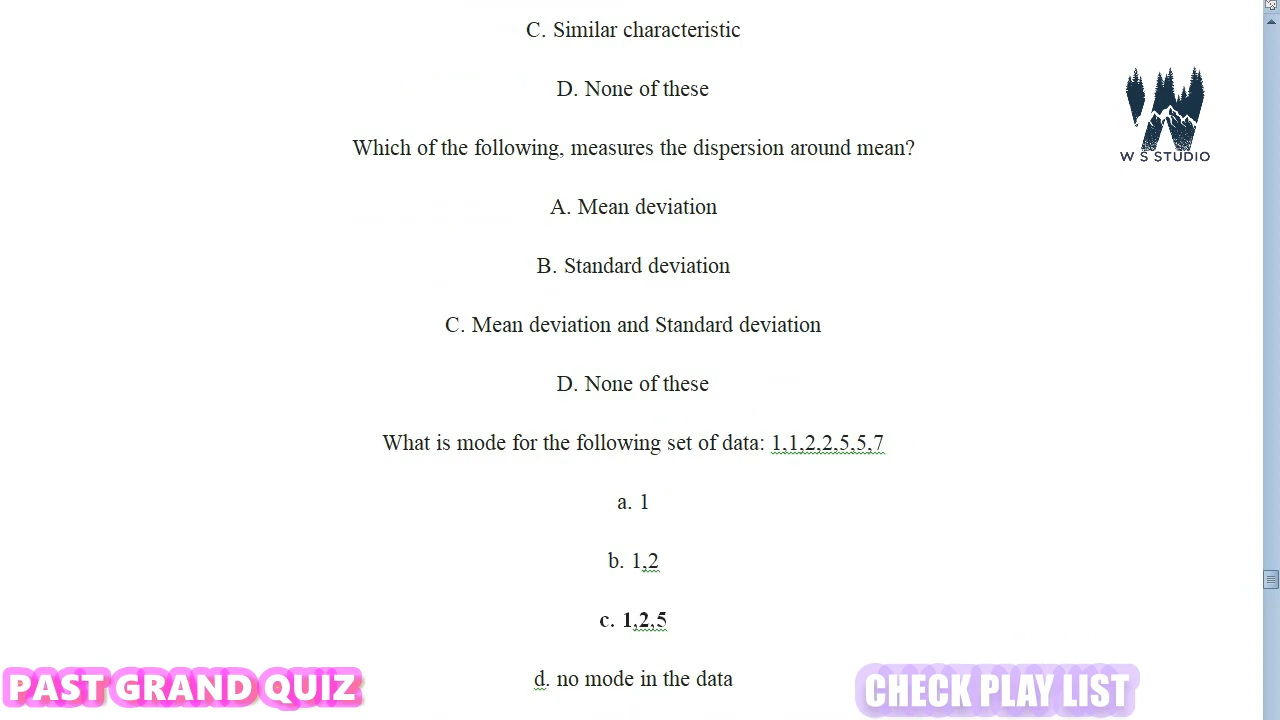 C. Similar characteristic
D. None of these
W S STUDIO
Which of the following, measures the dispersion around mean?
A. Mean deviation
B. Standard deviation
C. Mean deviation and Standard deviation
D. None of these
What is mode for the following set of data: 1,1,2,2,5,5,7
a. 1
b. 1,2
c. 1,2,5
d. no mode in the data
PAST GRAND QUIZ
CHECK PLAY LIST